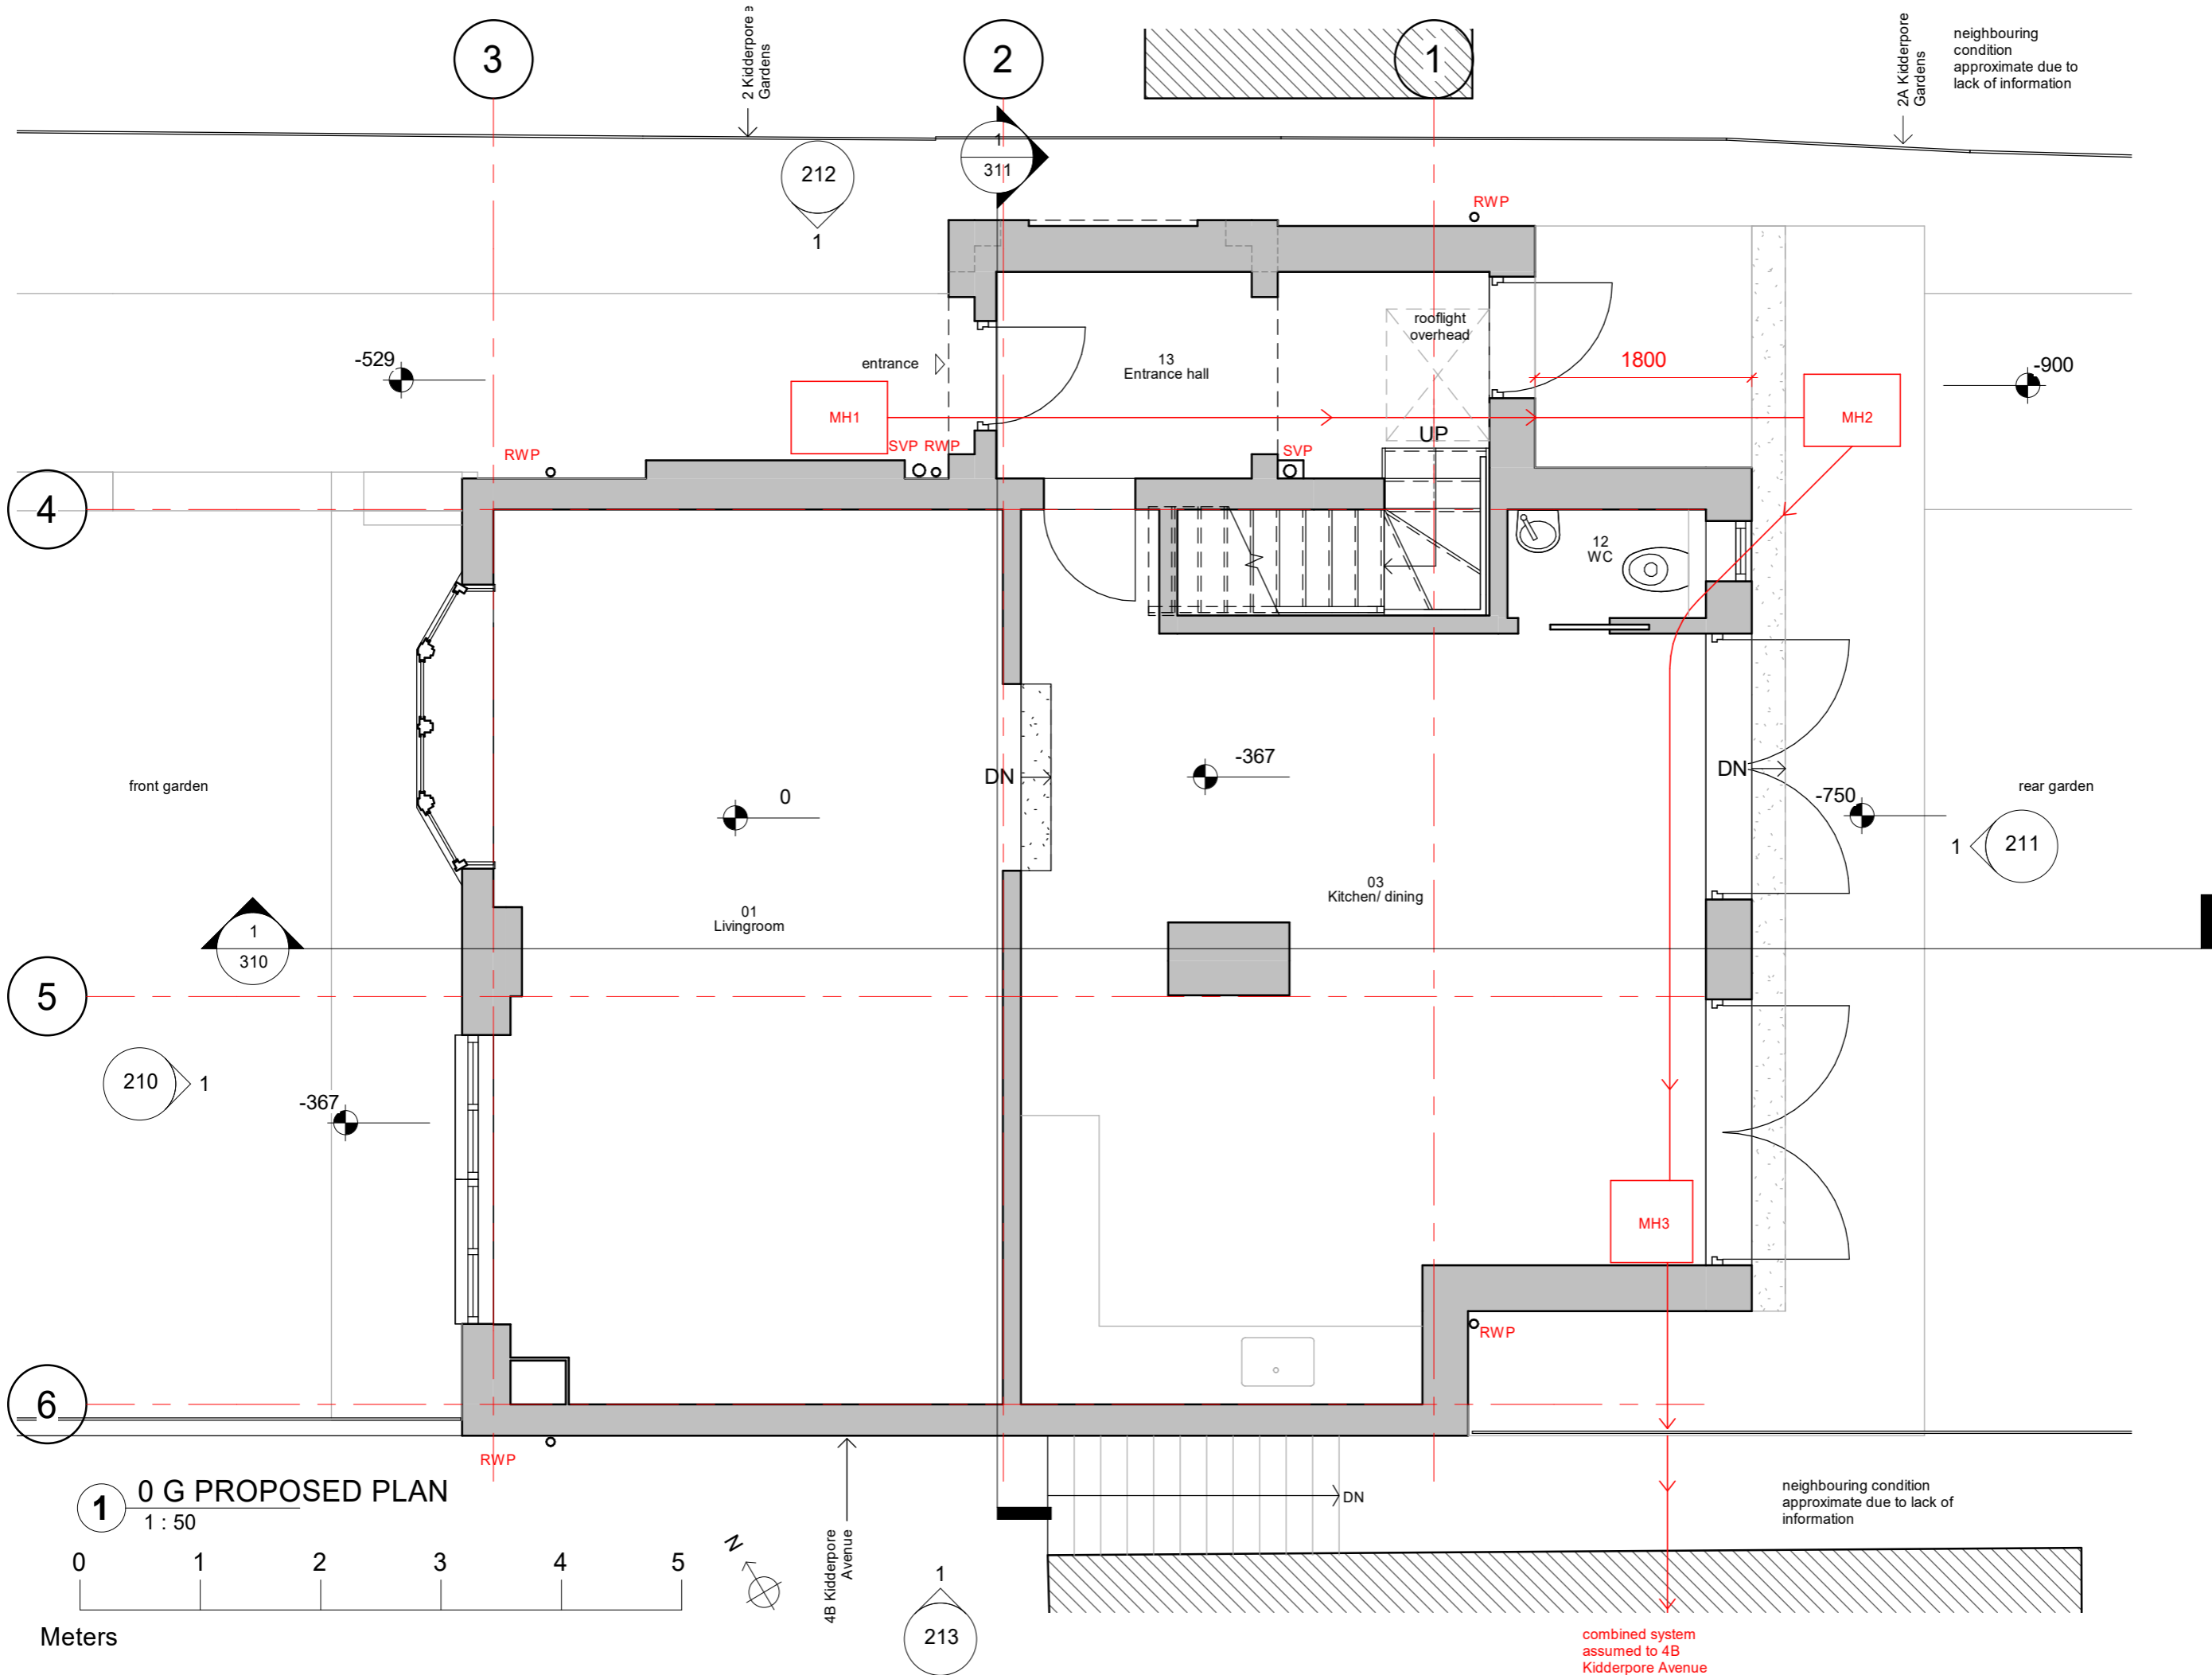 3
2
1
2 Kidderpore
Gardens
2A Kidderpore
Gardens
neighbouring
condition
approximate due to
lack of information
1
311
212
1
RWP
-529
entrance
13
Entrance hall
rooflight
overhead
1800
-900
MH1
MH2
UP
RWP
SVP RWP
SVP
4
12
WC
DN
-367
DN
0
-750
front garden
rear garden
1
211
01
Livingroom
03
Kitchen/ dining
1
310
5
210
1
-367
MH3
RWP
6
RWP
1
0 G PROPOSED PLAN
1 : 50
0
1
2
3
4
5
Meters
N
4B Kidderpore
Avenue
1
213
DN
neighbouring condition
approximate due to lack of
information
combined system
assumed to 4B
Kidderpore Avenue